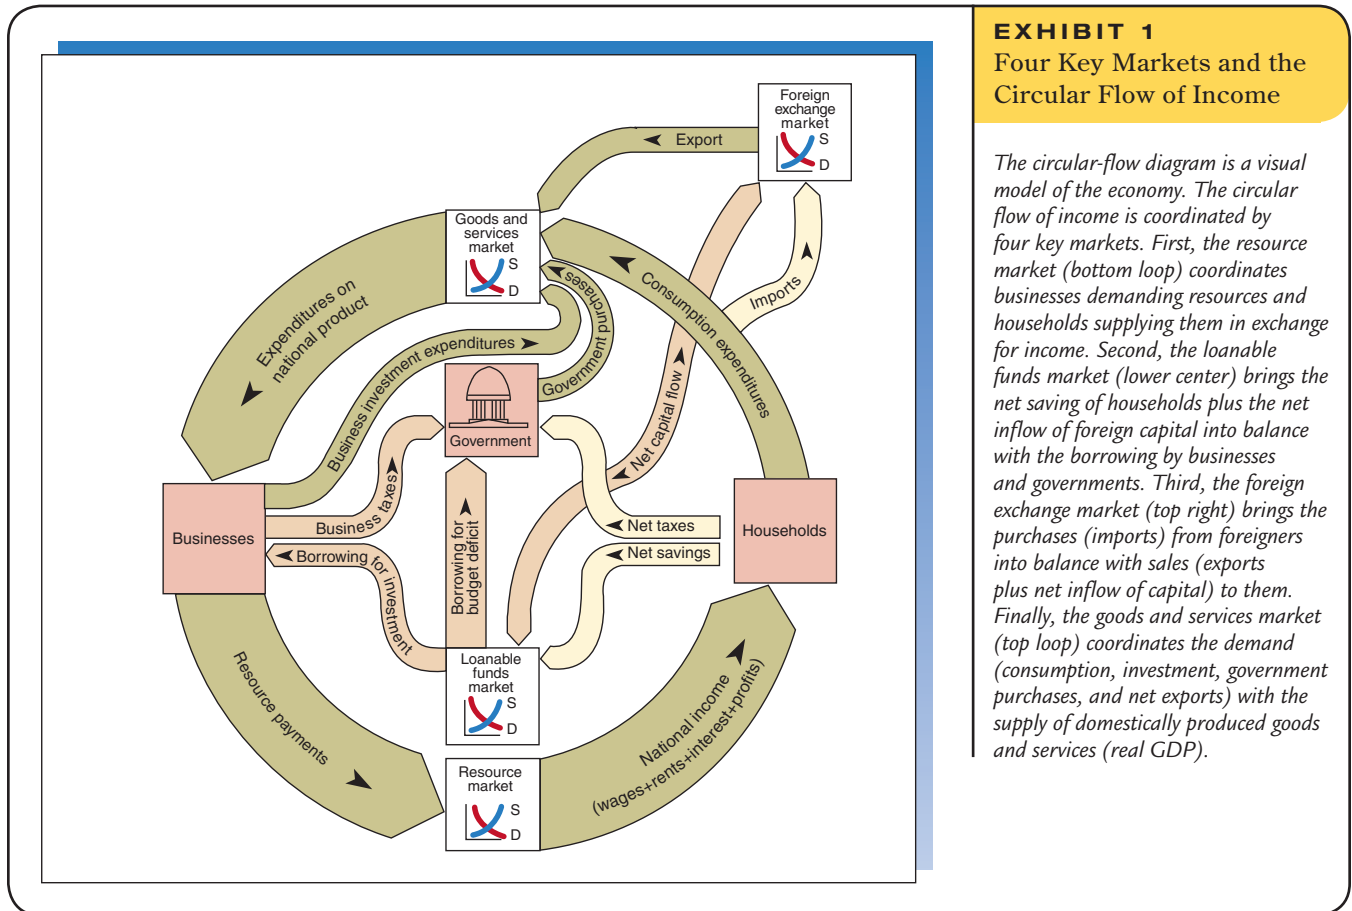 EXHIBIT 1
Four Key Markets and the
Circular Flow of Income
The circular-flow diagram is a visual
model of the economy. The circular
flow of income is coordinated by
four key markets. First, the resource
market (bottom loop) coordinates
businesses demanding resources and
households supplying them in exchange
for income. Second, the loanable
funds market (lower center) brings the
net saving of households plus the net
inflow of foreign capital into balance
with the borrowing by businesses
and governments. Third, the foreign
exchange market (top right) brings the
purchases (imports) from foreigners
into balance with sales (exports
plus net inflow of capital) to them.
Finally, the goods and services market
(top loop) coordinates the demand
(consumption, investment, government
purchases, and net exports) with the
supply of domestically produced goods
and services (real GDP).
Foreign
exchange
market
S
D
Export
Goods and
services
market
S
D
Expenditures on
national product
Business investment expenditures
Government purchases
Consumption expenditures
Imports
Net capital flow
Government
Business taxes
Borrowing for
budget deficit
Net taxes
Net savings
Businesses
Households
Borrowing for investment
Loanable
funds
market
S
D
Resource payments
Resource
market
S
D
National income
(wages+rents+interest+profits)